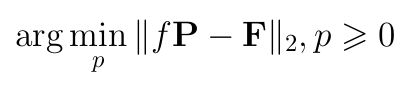 arg min_p ‖f𝐏 − 𝐅‖₂, p ⩾ 0